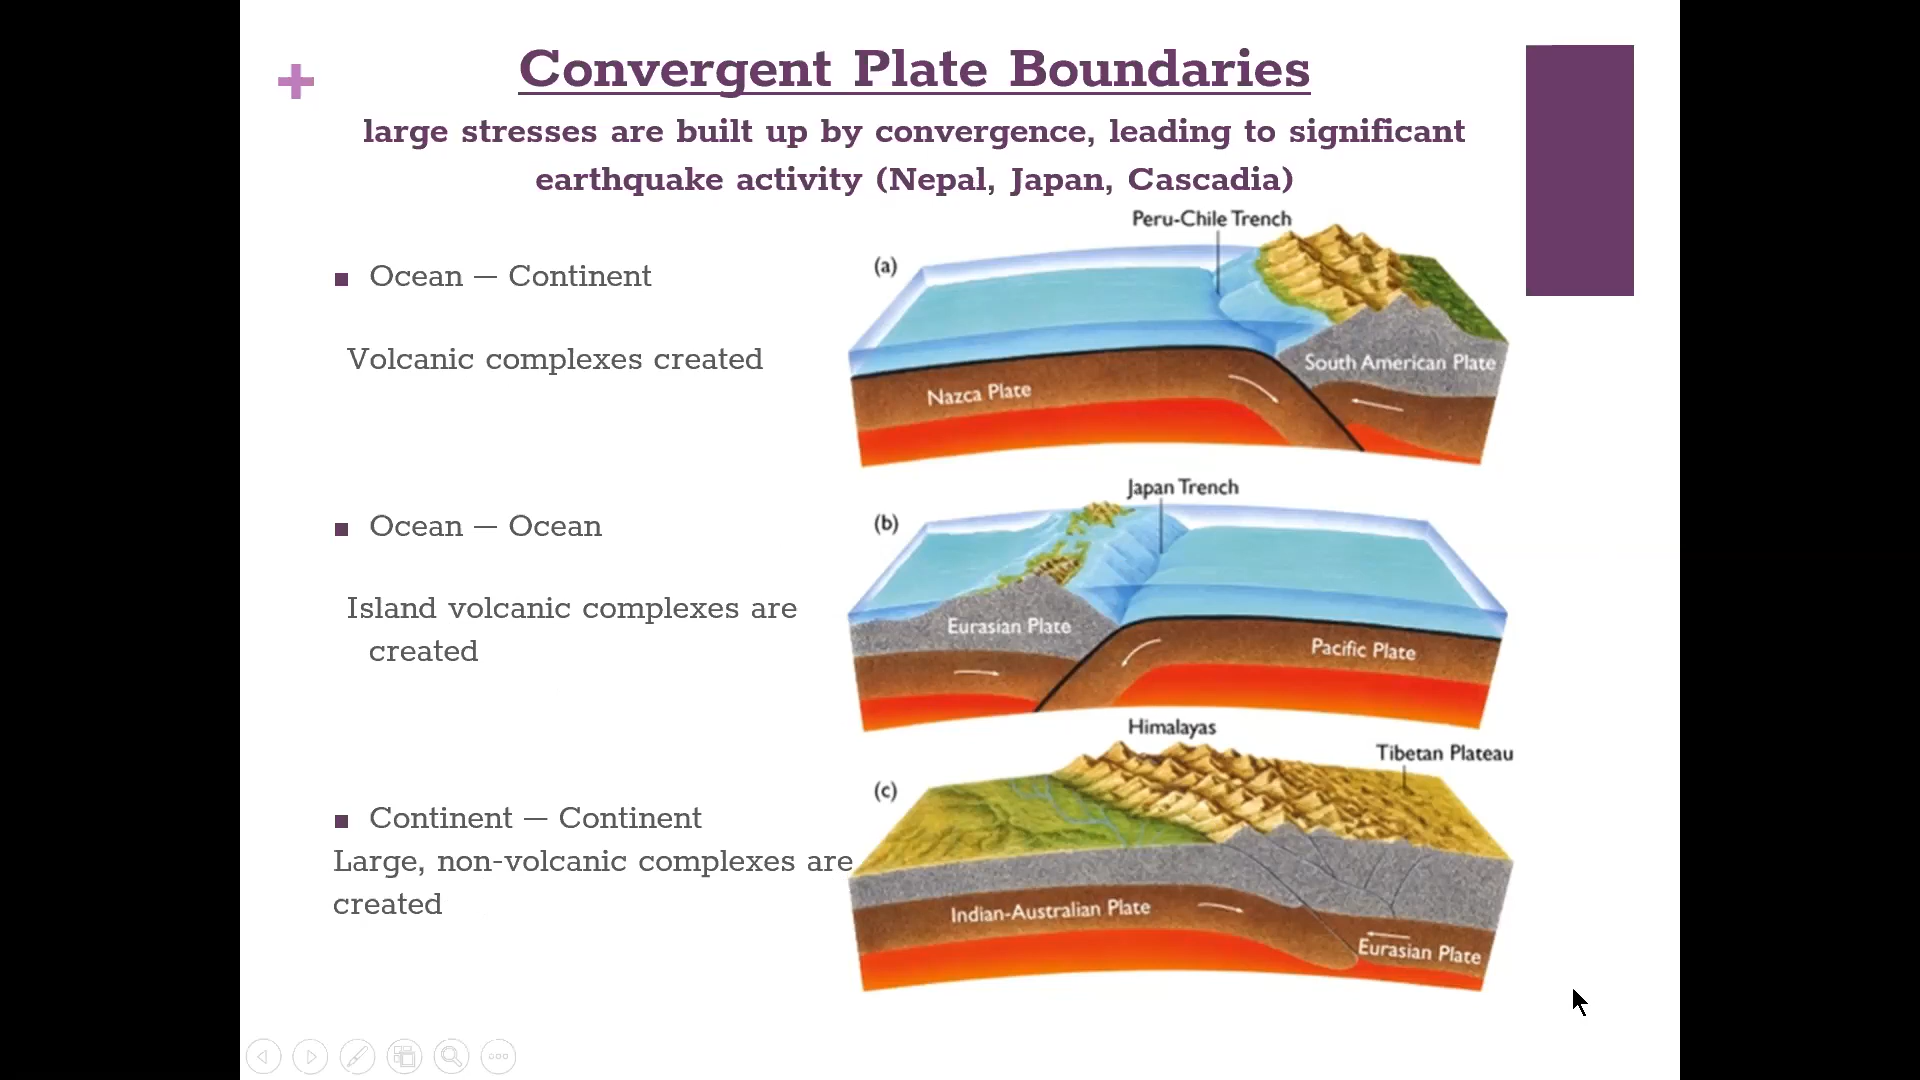 Convergent Plate Boundaries
large stresses are built up by convergence, leading to significant
earthquake activity (Nepal, Japan, Cascadia)
■ Ocean – Continent
Volcanic complexes created
■ Ocean – Ocean
Island volcanic complexes are
created
■ Continent – Continent
Large, non-volcanic complexes are
created
Peru-Chile Trench
(a)
South American Plate
Nazca Plate
Japan Trench
(b)
Eurasian Plate
Pacific Plate
Himalayas
Tibetan Plateau
(c)
Indian-Australian Plate
Eurasian Plate